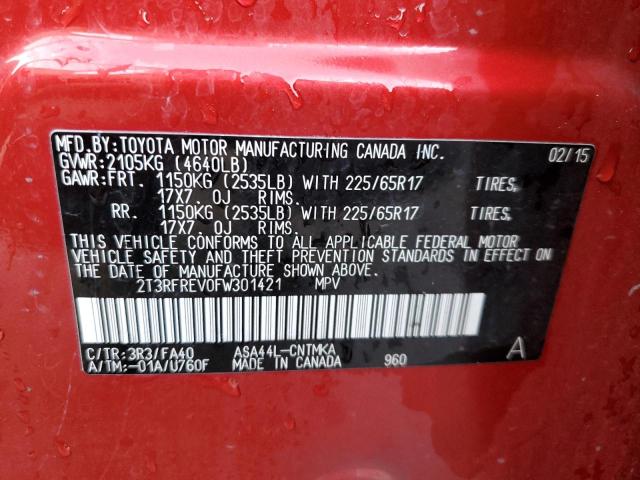 MFD.BY:TOYOTA MOTOR MANUFACTURING CANADA INC. 02/15
GVWR:2105KG (4640LB)
GAWR:FRT. 1150KG (2535LB) WITH 225/65R17 TIRES,
17X7.0J RIMS.
RR. 1150KG (2535LB) WITH 225/65R17 TIRES,
17X7.0J RIMS.
THIS VEHICLE CONFORMS TO ALL APPLICABLE FEDERAL MOTOR
VEHICLE SAFETY AND THEFT PREVENTION STANDARDS IN EFFECT ON
THE DATE OF MANUFACTURE SHOWN ABOVE.
2T3RFREV0FW301421 MPV
C/TR:3R3/FA40 ASA44L-CNTMKA A
A/TM:-01A/U760F MADE IN CANADA 960